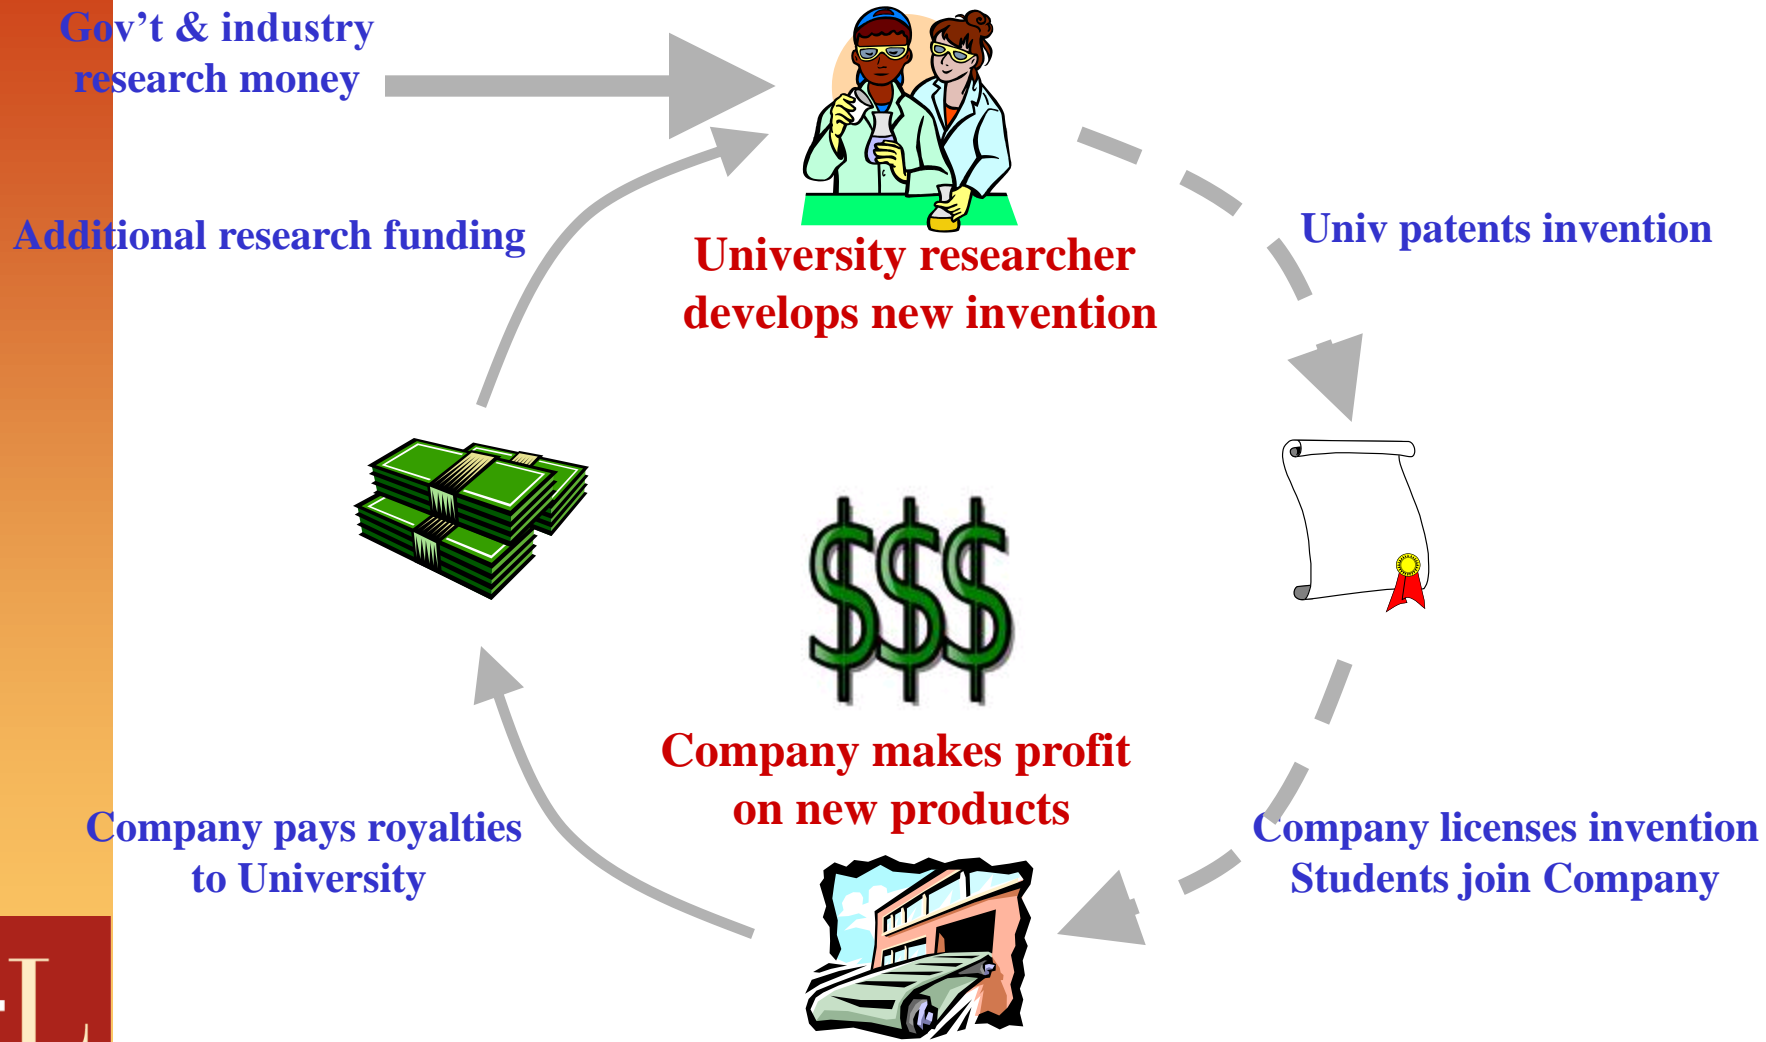 Gov’t & industry
research money
Additional research funding
University researcher
develops new invention
Univ patents invention
$$$
Company makes profit
on new products
Company pays royalties
to University
Company licenses invention
Students join Company
L